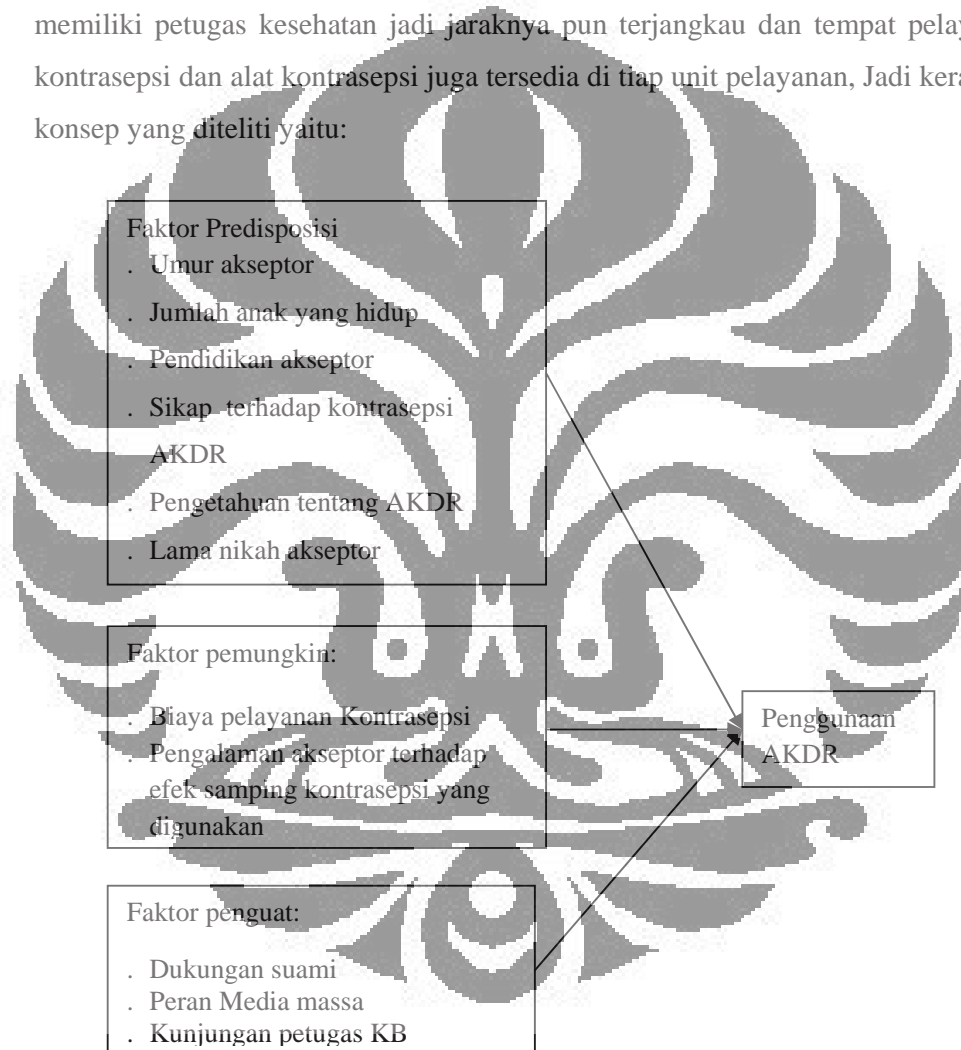 memiliki petugas kesehatan jadi jaraknya pun terjangkau dan tempat
kontrasepsi dan alat kontrasepsi juga tersedia di tiap unit pelayanan, Jadi
konsep yang diteliti yaitu:
Faktor Predisposisi
. Umur akseptor
. Jumlah anak yang hidup
. Pendidikan akseptor
. Sikap terhadap kontrasepsi
AKDR
. Pengetahuan tentang AKDR
. Lama nikah akseptor
Faktor pemungkin:
. Biaya pelayanan Kontrasepsi
. Pengalaman akseptor terhadap
efek samping kontrasepsi yang
digunakan
Penggunaan
AKDR
Faktor penguat:
. Dukungan suami
. Peran Media massa
. Kunjungan petugas KB